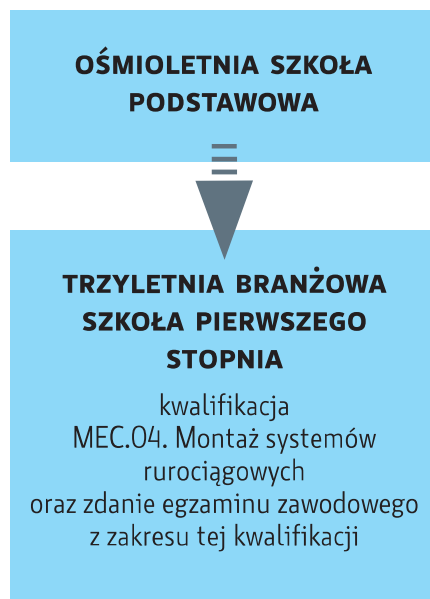 OŚMIOLETNIA SZKOŁA
PODSTAWOWA
TRZYLETNIA BRANŻOWA
SZKOŁA PIERWSZEGO
STOPNIA
kwalifikacja
MEC.04. Montaż systemów
rurociągowych
oraz zdanie egzaminu zawodowego
z zakresu tej kwalifikacji